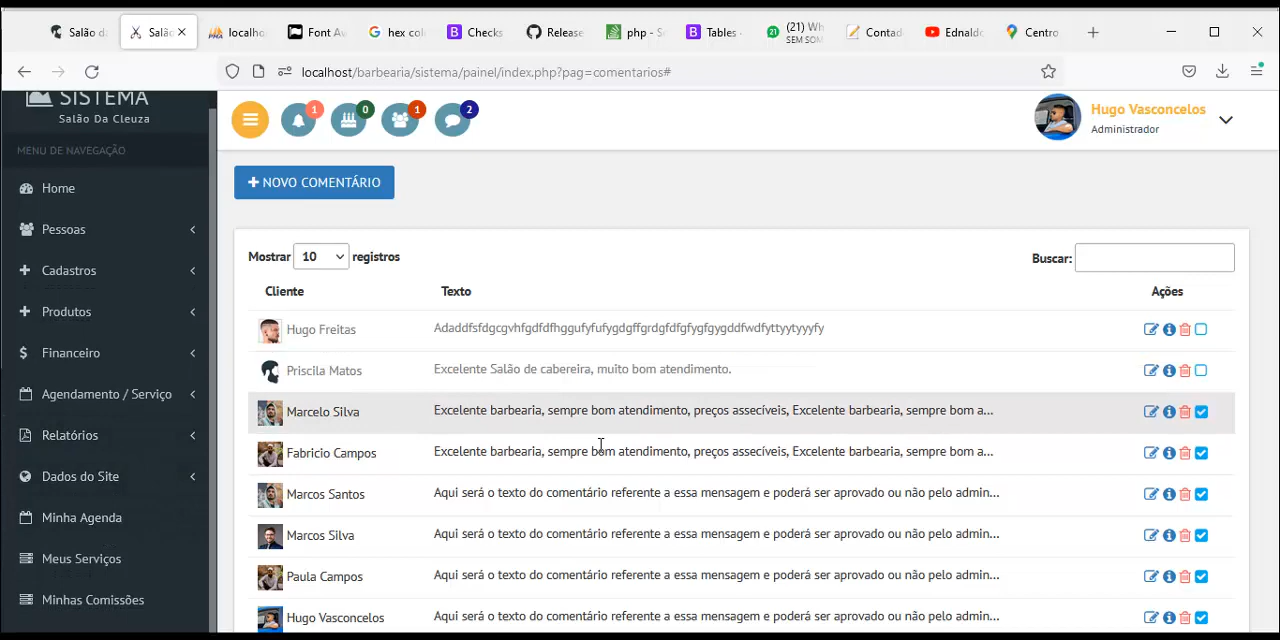 Salão d
Salão
localho
Font Av
hex col
Checks
Release
php - S
Tables -
(21) Wh
SEM SOM
Contad
Ednaldo
Centro
localhost/barbearia/sistema/painel/index.php?pag=comentarios#
SISTEMA
Salão Da Cleuza
1 0 1 2
Hugo Vasconcelos
Administrador
MENU DE NAVEGAÇÃO
Home
Pessoas
Cadastros
Produtos
Financeiro
Agendamento / Serviço
Relatórios
Dados do Site
Minha Agenda
Meus Serviços
Minhas Comissões
+ NOVO COMENTÁRIO
Mostrar 10 registros
Buscar:
Cliente Texto Ações
Hugo Freitas Adaddfsfdgcgvhfgdfdfhggufyfufygdgffgrdgfdfgfygfgygddfwdfyttyytyyyfy
Priscila Matos Excelente Salão de cabereira, muito bom atendimento.
Marcelo Silva Excelente barbearia, sempre bom atendimento, preços assecíveis, Excelente barbearia, sempre bom a...
Fabricio Campos Excelente barbearia, sempre bom atendimento, preços assecíveis, Excelente barbearia, sempre bom a...
Marcos Santos Aqui será o texto do comentário referente a essa mensagem e poderá ser aprovado ou não pelo admin...
Marcos Silva Aqui será o texto do comentário referente a essa mensagem e poderá ser aprovado ou não pelo admin...
Paula Campos Aqui será o texto do comentário referente a essa mensagem e poderá ser aprovado ou não pelo admin...
Hugo Vasconcelos Aqui será o texto do comentário referente a essa mensagem e poderá ser aprovado ou não pelo admin...